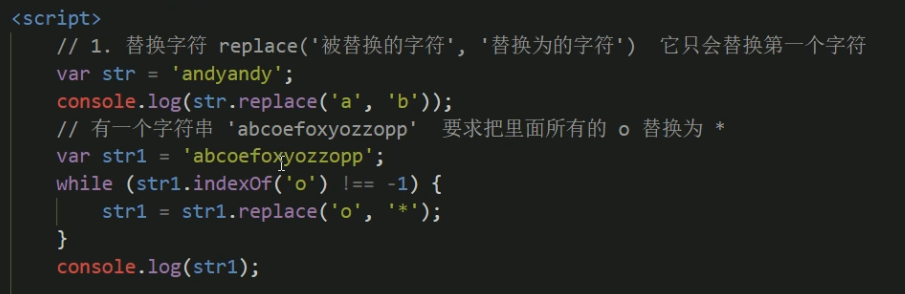 <script>
// 1. 替换字符 replace('被替换的字符', '替换为的字符')  它只会替换第一个字符
var str = 'andyandy';
console.log(str.replace('a', 'b'));
// 有一个字符串 'abcoefoxyozzopp'  要求把里面所有的 o 替换为 *
var str1 = 'abcoefoxyozzopp';
while (str1.indexOf('o') !== -1) {
str1 = str1.replace('o', '*');
}
console.log(str1);